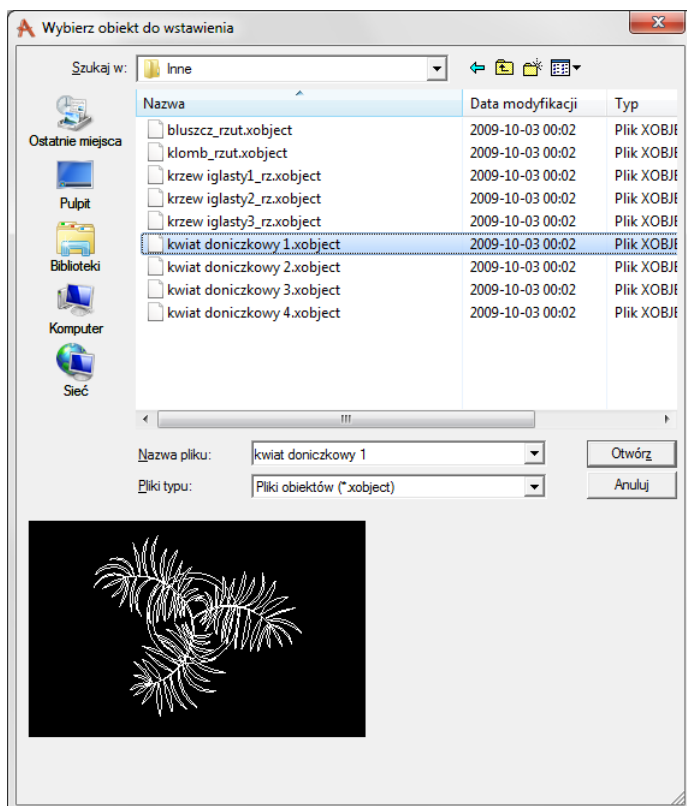 Wybierz obiekt do wstawienia
Szukaj w: Inne
Nazwa Data modyfikacji Typ
bluszcz_rzut.xobject 2009-10-03 00:02 Plik XOBJE
klomb_rzut.xobject 2009-10-03 00:02 Plik XOBJE
krzew iglasty1_rz.xobject 2009-10-03 00:02 Plik XOBJE
krzew iglasty2_rz.xobject 2009-10-03 00:02 Plik XOBJE
krzew iglasty3_rz.xobject 2009-10-03 00:02 Plik XOBJE
kwiat doniczkowy 1.xobject 2009-10-03 00:02 Plik XOBJE
kwiat doniczkowy 2.xobject 2009-10-03 00:02 Plik XOBJE
kwiat doniczkowy 3.xobject 2009-10-03 00:02 Plik XOBJE
kwiat doniczkowy 4.xobject 2009-10-03 00:02 Plik XOBJE
Ostatnie miejsca
Pulpit
Biblioteki
Komputer
Sieć
Nazwa pliku: kwiat doniczkowy 1 Otwórz
Pliki typu: Pliki obiektów (*.xobject) Anuluj